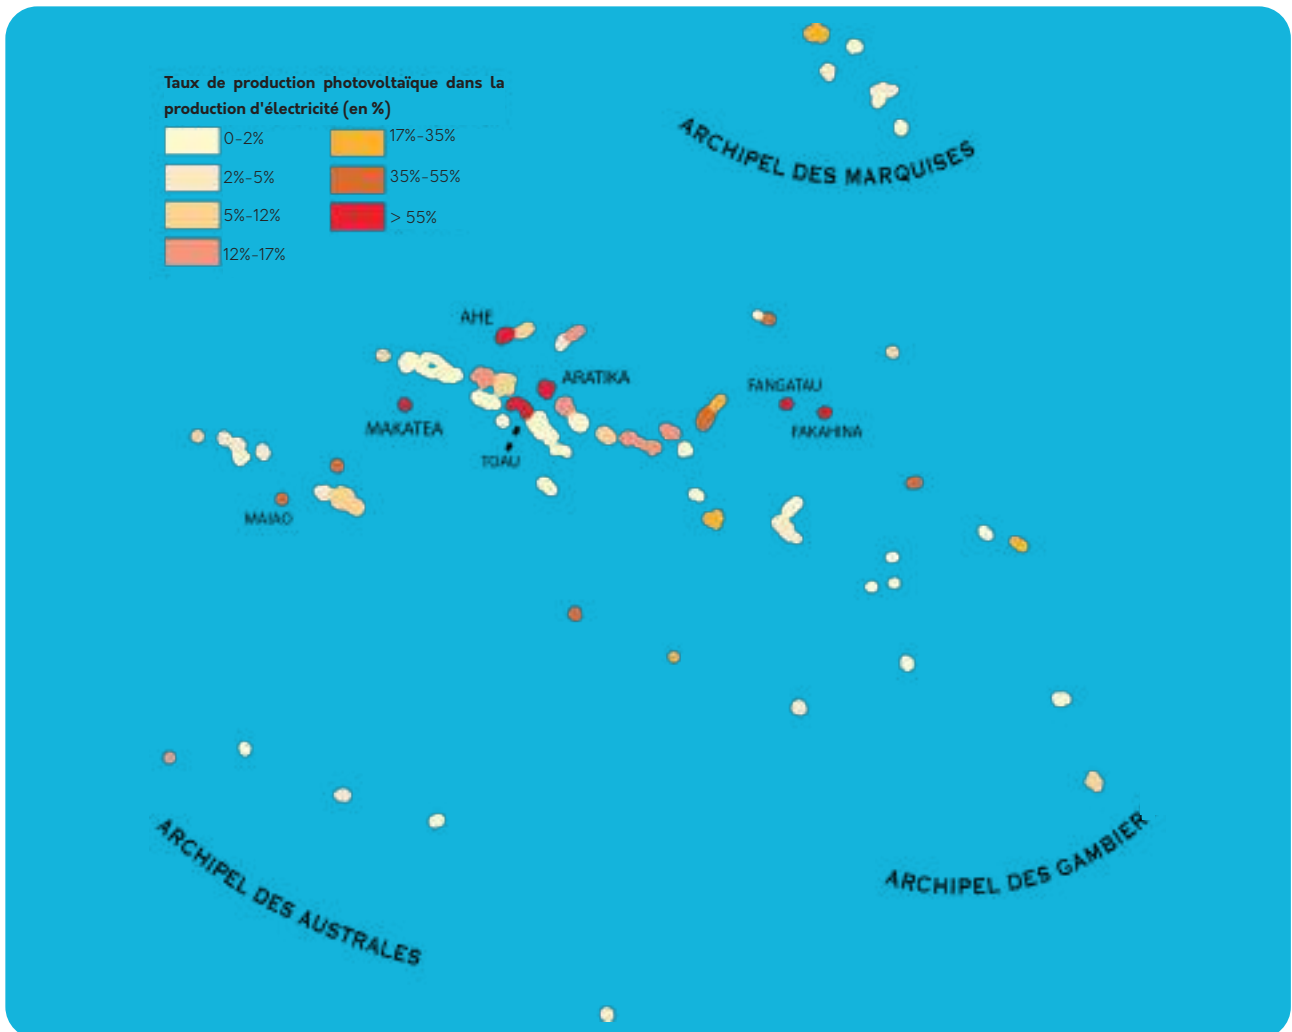 ARCHIPEL DES MARQUISES
Taux de production photovoltaïque dans la
production d'électricité (en %)
0-2%
2%-5%
5%-12%
12%-17%
17%-35%
35%-55%
> 55%
AHE
ARATIKA
FANGATAU
FAKAHINA
MAKATEA
TOAU
MAIAO
ARCHIPEL DES AUSTRALES
ARCHIPEL DES GAMBIER